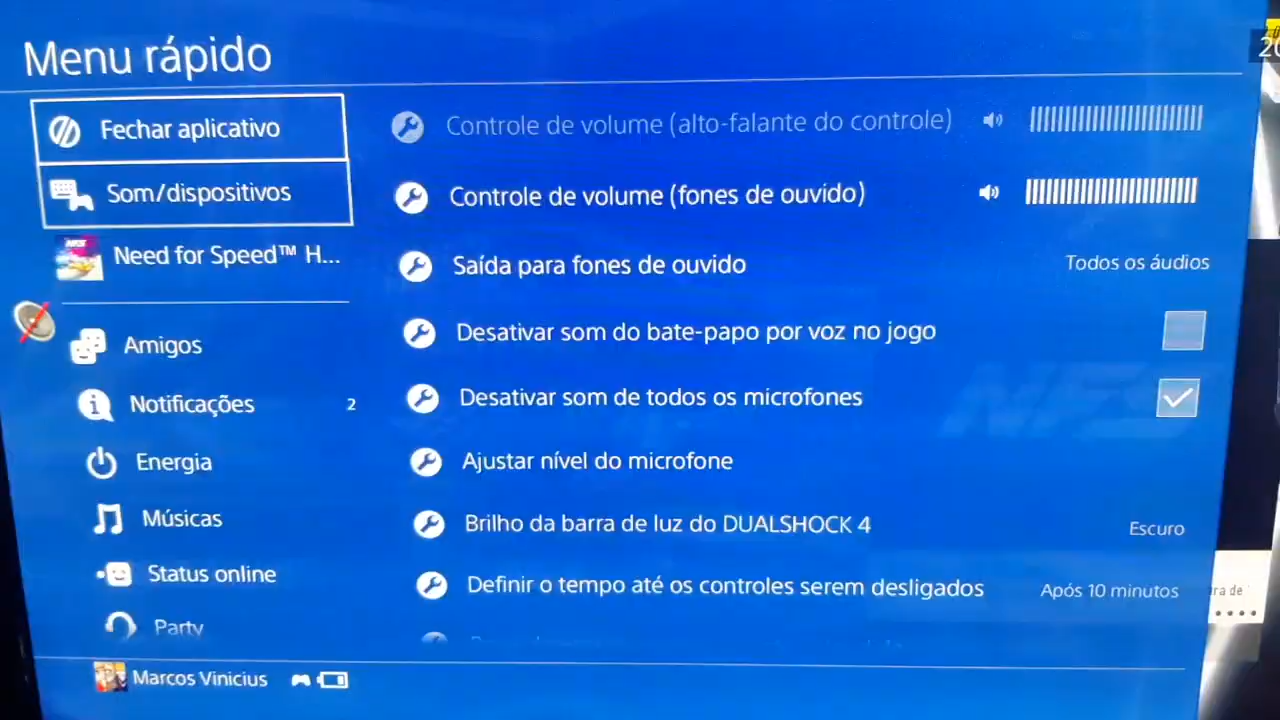 Menu rápido
20
Fechar aplicativo
Som/dispositivos
Need for Speed™ H...
Amigos
Notificações 2
Energia
Músicas
Status online
Party
Marcos Vinicius
Controle de volume (alto-falante do controle)
Controle de volume (fones de ouvido)
Saída para fones de ouvido Todos os áudios
Desativar som do bate-papo por voz no jogo
Desativar som de todos os microfones
Ajustar nível do microfone
Brilho da barra de luz do DUALSHOCK 4 Escuro
Definir o tempo até os controles serem desligados Após 10 minutos
NFS
ra de